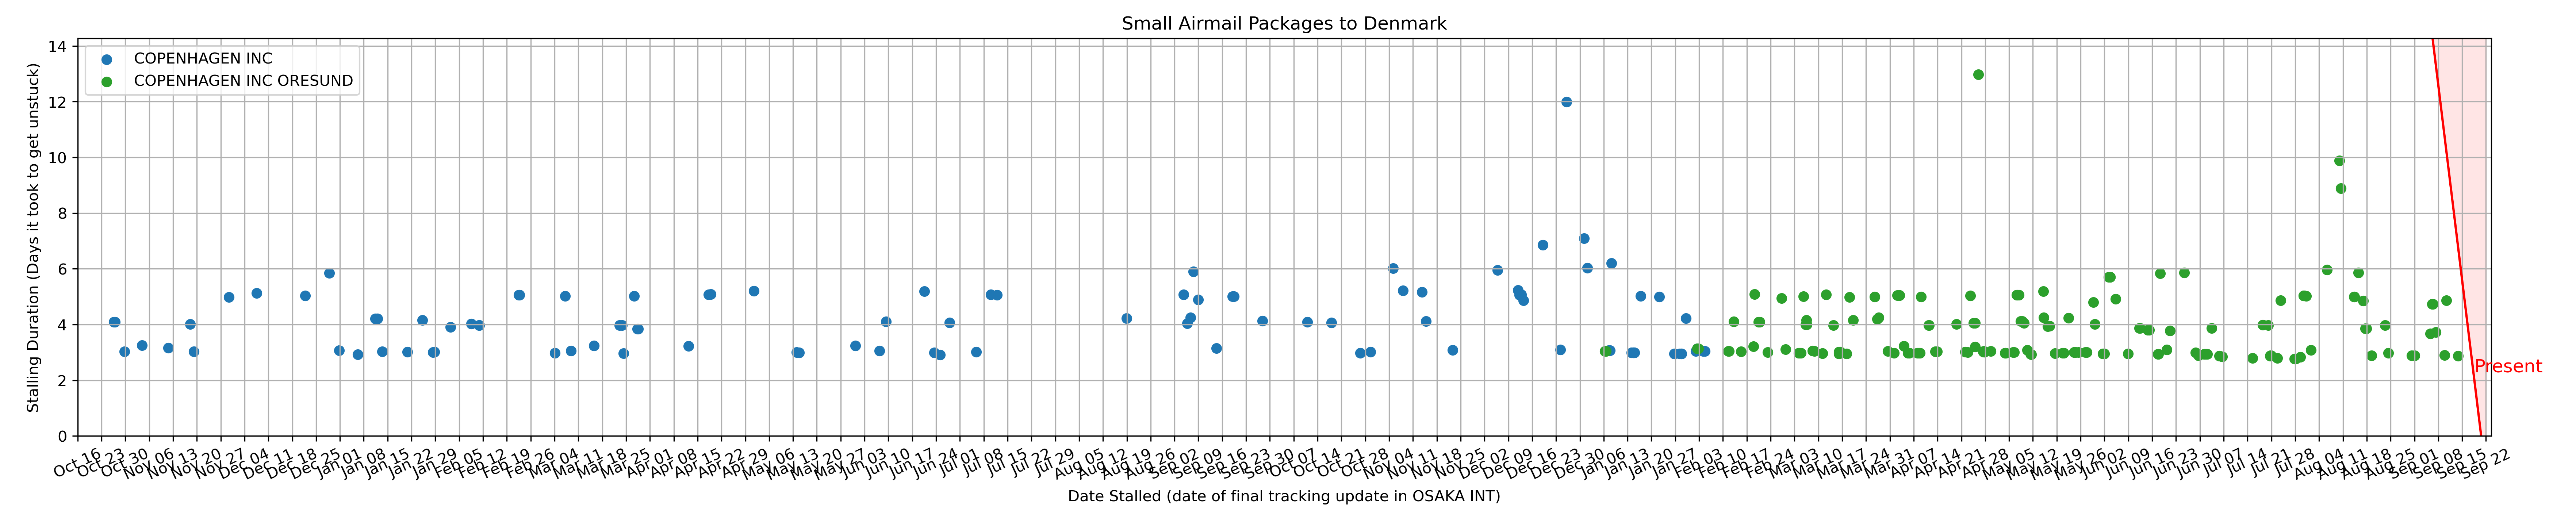 Small Airmail Packages to Denmark
COPENHAGEN INC
COPENHAGEN INC ORESUND
Stalling Duration (Days it took to get unstuck)
14
12
10
8
6
4
2
0
Present
Oct 16
Oct 23
Oct 30
Nov 06
Nov 13
Nov 20
Nov 27
Dec 04
Dec 11
Dec 18
Dec 25
Jan 01
Jan 08
Jan 15
Jan 22
Jan 29
Feb 05
Feb 12
Feb 19
Feb 26
Mar 04
Mar 11
Mar 18
Mar 25
Apr 01
Apr 08
Apr 15
Apr 22
Apr 29
May 06
May 13
May 20
May 27
Jun 03
Jun 10
Jun 17
Jun 24
Jul 01
Jul 08
Jul 15
Jul 22
Jul 29
Aug 05
Aug 12
Aug 19
Aug 26
Sep 02
Sep 09
Sep 16
Sep 23
Sep 30
Oct 07
Oct 14
Oct 21
Oct 28
Nov 04
Nov 11
Nov 18
Nov 25
Dec 02
Dec 09
Dec 16
Dec 23
Dec 30
Jan 06
Jan 13
Jan 20
Jan 27
Feb 03
Feb 10
Feb 17
Feb 24
Mar 03
Mar 10
Mar 17
Mar 24
Mar 31
Apr 07
Apr 14
Apr 21
Apr 28
May 05
May 12
May 19
May 26
Jun 02
Jun 09
Jun 16
Jun 23
Jun 30
Jul 07
Jul 14
Jul 21
Jul 28
Aug 04
Aug 11
Aug 18
Aug 25
Sep 01
Sep 08
Sep 15
Sep 22
Date Stalled (date of final tracking update in OSAKA INT)